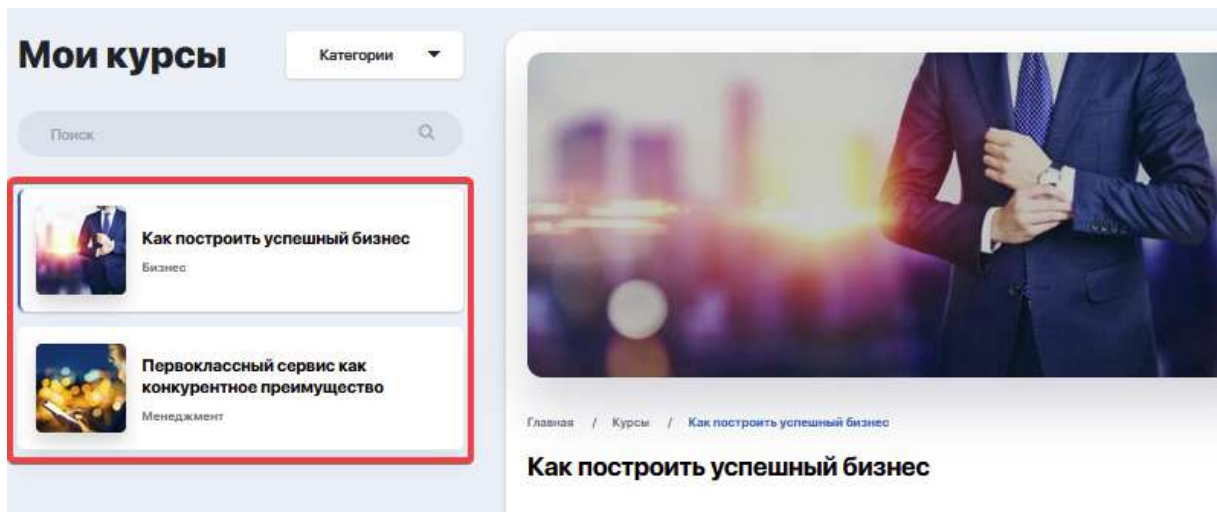 Мои курсы
Категории
Поиск
Как построить успешный бизнес
Бизнес
Первоклассный сервис как
конкурентное преимущество
Менеджмент
Главная / Курсы / Как построить успешный бизнес
Как построить успешный бизнес